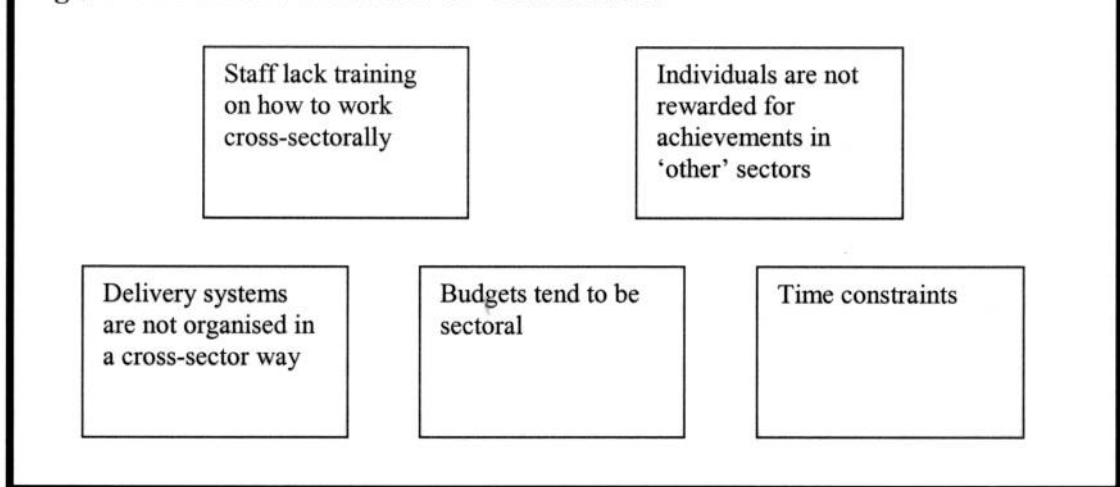 Staff lack training
on how to work
cross-sectorally
Individuals are not
rewarded for
achievements in
‘other’ sectors
Delivery systems
are not organised in
a cross-sector way
Budgets tend to be
sectoral
Time constraints